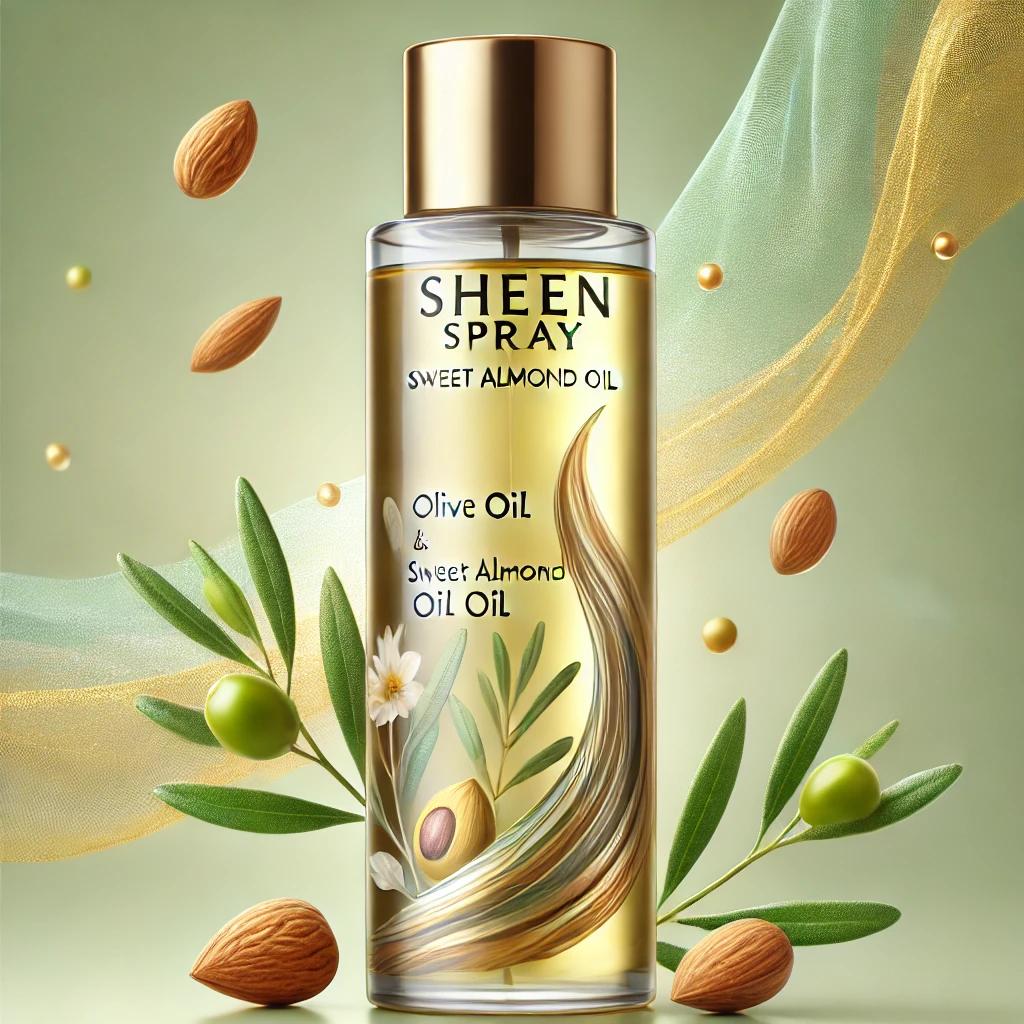 SHEEN
SPRAY
SWEET ALMOND OIL
Olive OiL
&
Sweet Almond
OiL OiL